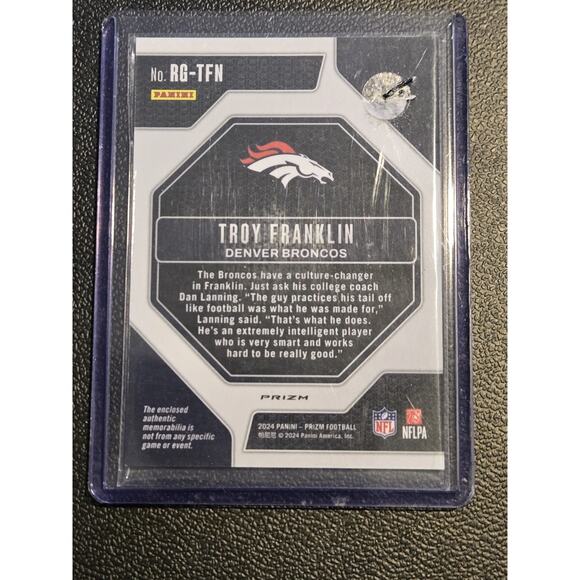 No. RG-TFN
PANINI
TROY FRANKLIN
DENVER BRONCOS
The Broncos have a culture-changer
in Franklin. Just ask his college coach
Dan Lanning. “The guy practices his tail off
like football was what he was made for,”
Lanning said. “That’s what he does.
He’s an extremely intelligent player
who is very smart and works
hard to be really good.”
PRIZM
The enclosed
authentic
memorabilia is
not from any specific
game or event.
2024 PANINI – PRIZM FOOTBALL
帕尼尼 © 2024 Panini America, Inc.
NFL
NFLPA